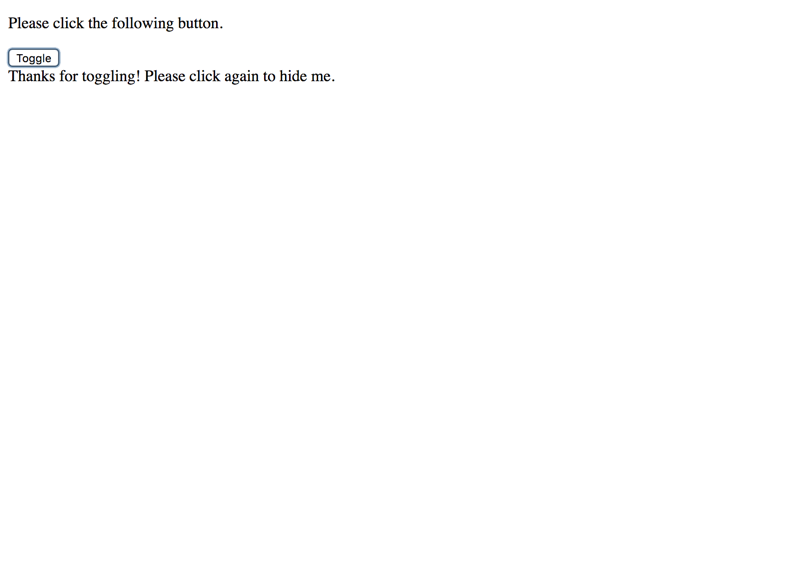 Please click the following button.
Toggle
Thanks for toggling! Please click again to hide me.